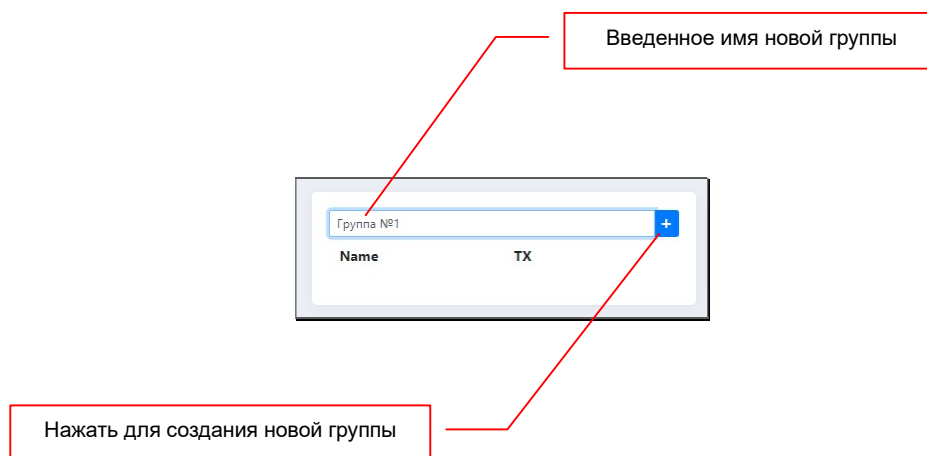 Введенное имя новой группы
Группа №1
+
Name TX
Нажать для создания новой группы